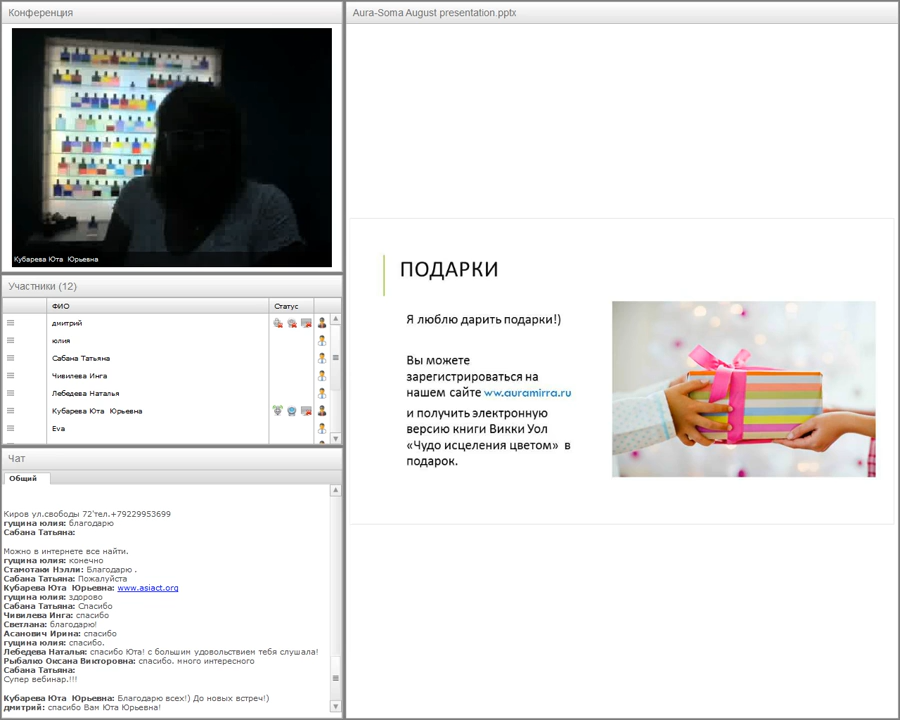 Конференция
Кубарева Юта Юрьевна
Участники (12)
ФИО
Статус
дмитрий
юлия
Сабана Татьяна
Чивилева Инга
Лебедева Наталья
Кубарева Юта Юрьевна
Eva
Чат
Общий
Киров ул.свободы 72'тел.+79229953699
гущина юлия: благодарю
Сабана Татьяна:
Можно в интернете все найти.
гущина юлия: конечно
Стамотаки Нэлли: Благодарю .
Сабана Татьяна: Пожалуйста
Кубарева Юта Юрьевна: www.asiact.org
гущина юлия: здорово
Сабана Татьяна: Спасибо
Чивилева Инга: спасибо
Светлана: благодарю!
Асанович Ирина: спасибо
гущина юлия: спасибо.
Лебедева Наталья: спасибо Юта! с большим удовольствием тебя слушала!
Рыбалко Оксана Викторовна: спасибо. много интересного
Сабана Татьяна:
Супер вебинар.!!!
Кубарева Юта Юрьевна: Благодарю всех!) До новых встреч!)
дмитрий: спасибо Вам Юта Юрьевна!
Aura-Soma August presentation.pptx
ПОДАРКИ
Я люблю дарить подарки!)
Вы можете
зарегистрироваться на
нашем сайте ww.auramirra.ru
и получить электронную
версию книги Викки Уол
«Чудо исцеления цветом» в
подарок.